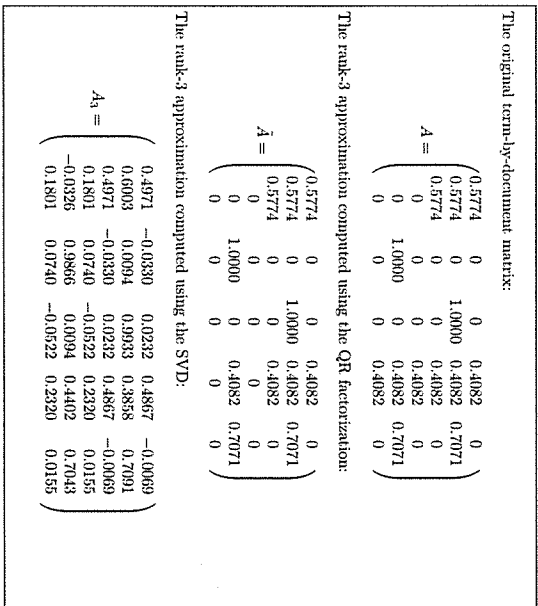 The original term-by-document matrix:
0.5774 0 0 0.4082 0
0.5774 0 1.0000 0.4082 0.7071
0.5774 0 0 0.4082 0
A =
0 0 0 0.4082 0
0 1.0000 0 0.4082 0.7071
0 0 0 0.4082 0
The rank-3 approximation computed using the QR factorization:
0.5774 0 0 0.4082 0
0.5774 0 1.0000 0.4082 0.7071
0.5774 0 0 0.4082 0
Ã =
0 0 0 0 0
0 1.0000 0 0.4082 0.7071
0 0 0 0 0
The rank-3 approximation computed using the SVD:
0.4971 −0.0330 0.0232 0.4867 −0.0069
0.6003 0.0094 0.9933 0.3858 0.7091
0.4971 −0.0330 0.0232 0.4867 −0.0069
A₃ =
0.1801 0.0740 −0.0522 0.2320 0.0155
−0.0326 0.9866 0.0094 0.4402 0.7043
0.1801 0.0740 −0.0522 0.2320 0.0155